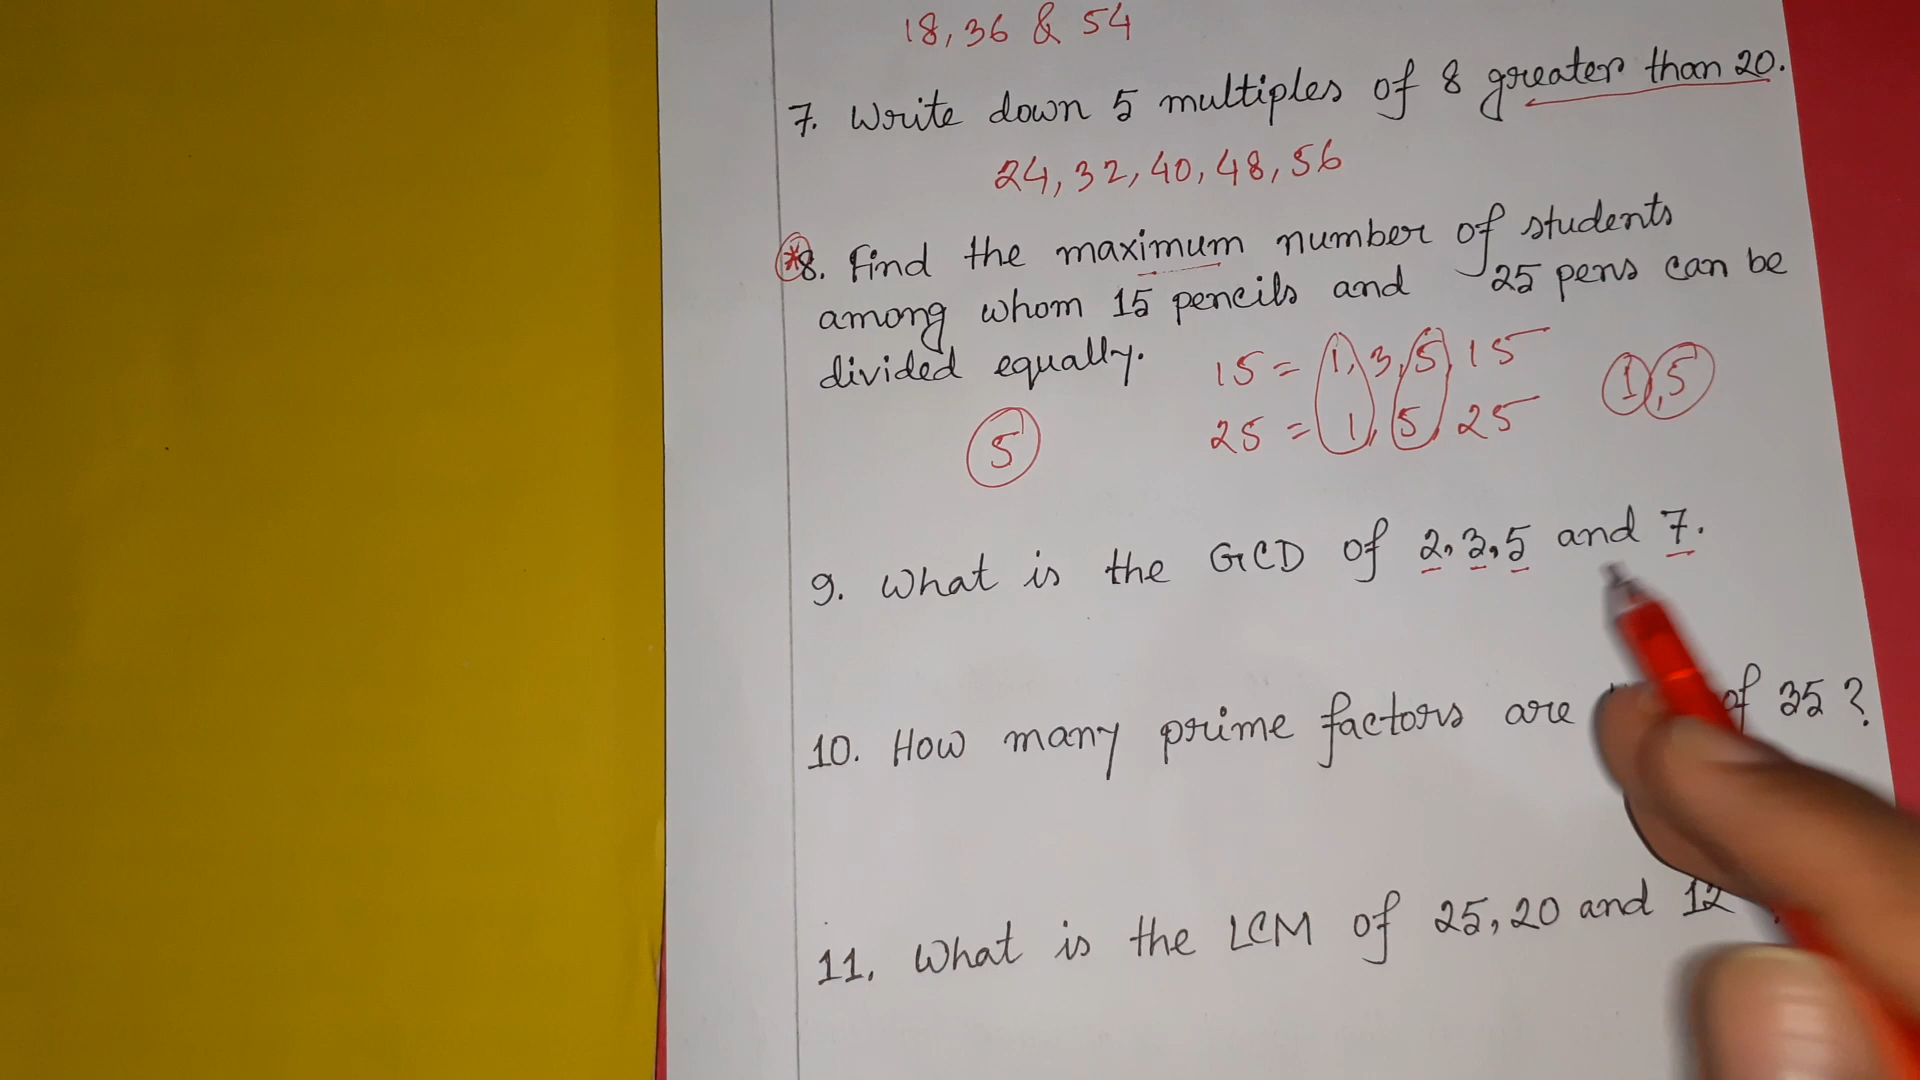 18, 36 & 54
7. Write down 5 multiples of 8 greater than 20.
24, 32, 40, 48, 56
*8. Find the maximum number of students
among whom 15 pencils and 25 pens can be
divided equally.
15 = 1, 3, 5, 15
25 = 1, 5, 25
1, 5
5
9. What is the GCD of 2, 3, 5 and 7.
10. How many prime factors are of 35 ?
11. What is the LCM of 25, 20 and 12